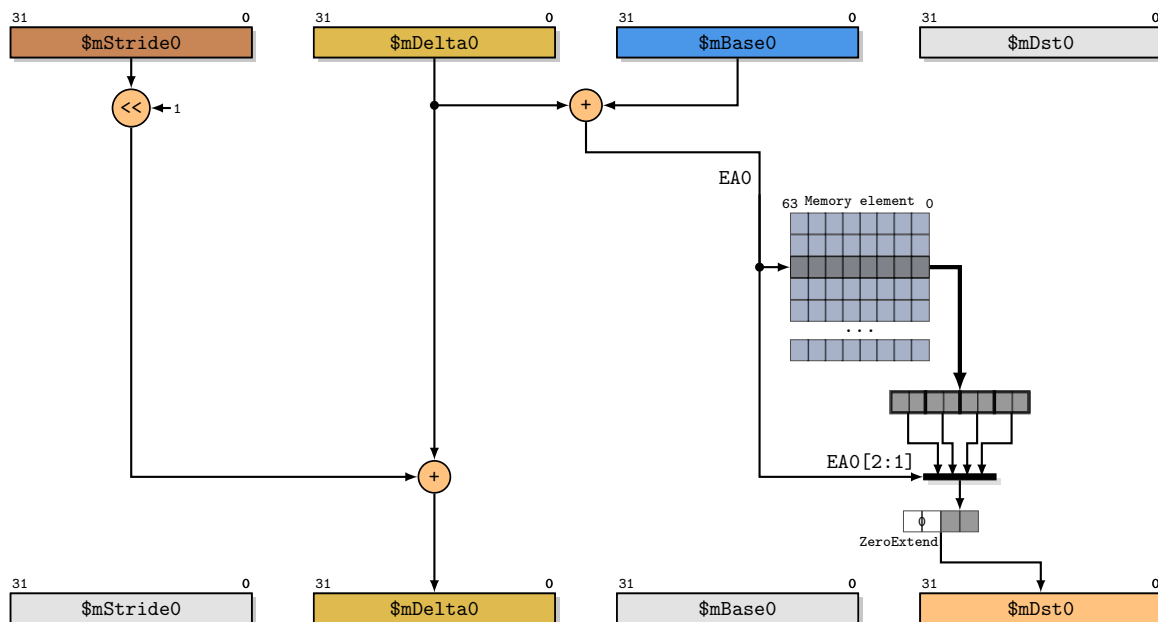 31 0 31 0 31 0 31 0
$mStride0 $mDelta0 $mBase0 $mDst0
<< 1 +
EA0
63 Memory element 0
...
EA0[2:1]
+
0
ZeroExtend
31 0 31 0 31 0 31 0
$mStride0 $mDelta0 $mBase0 $mDst0